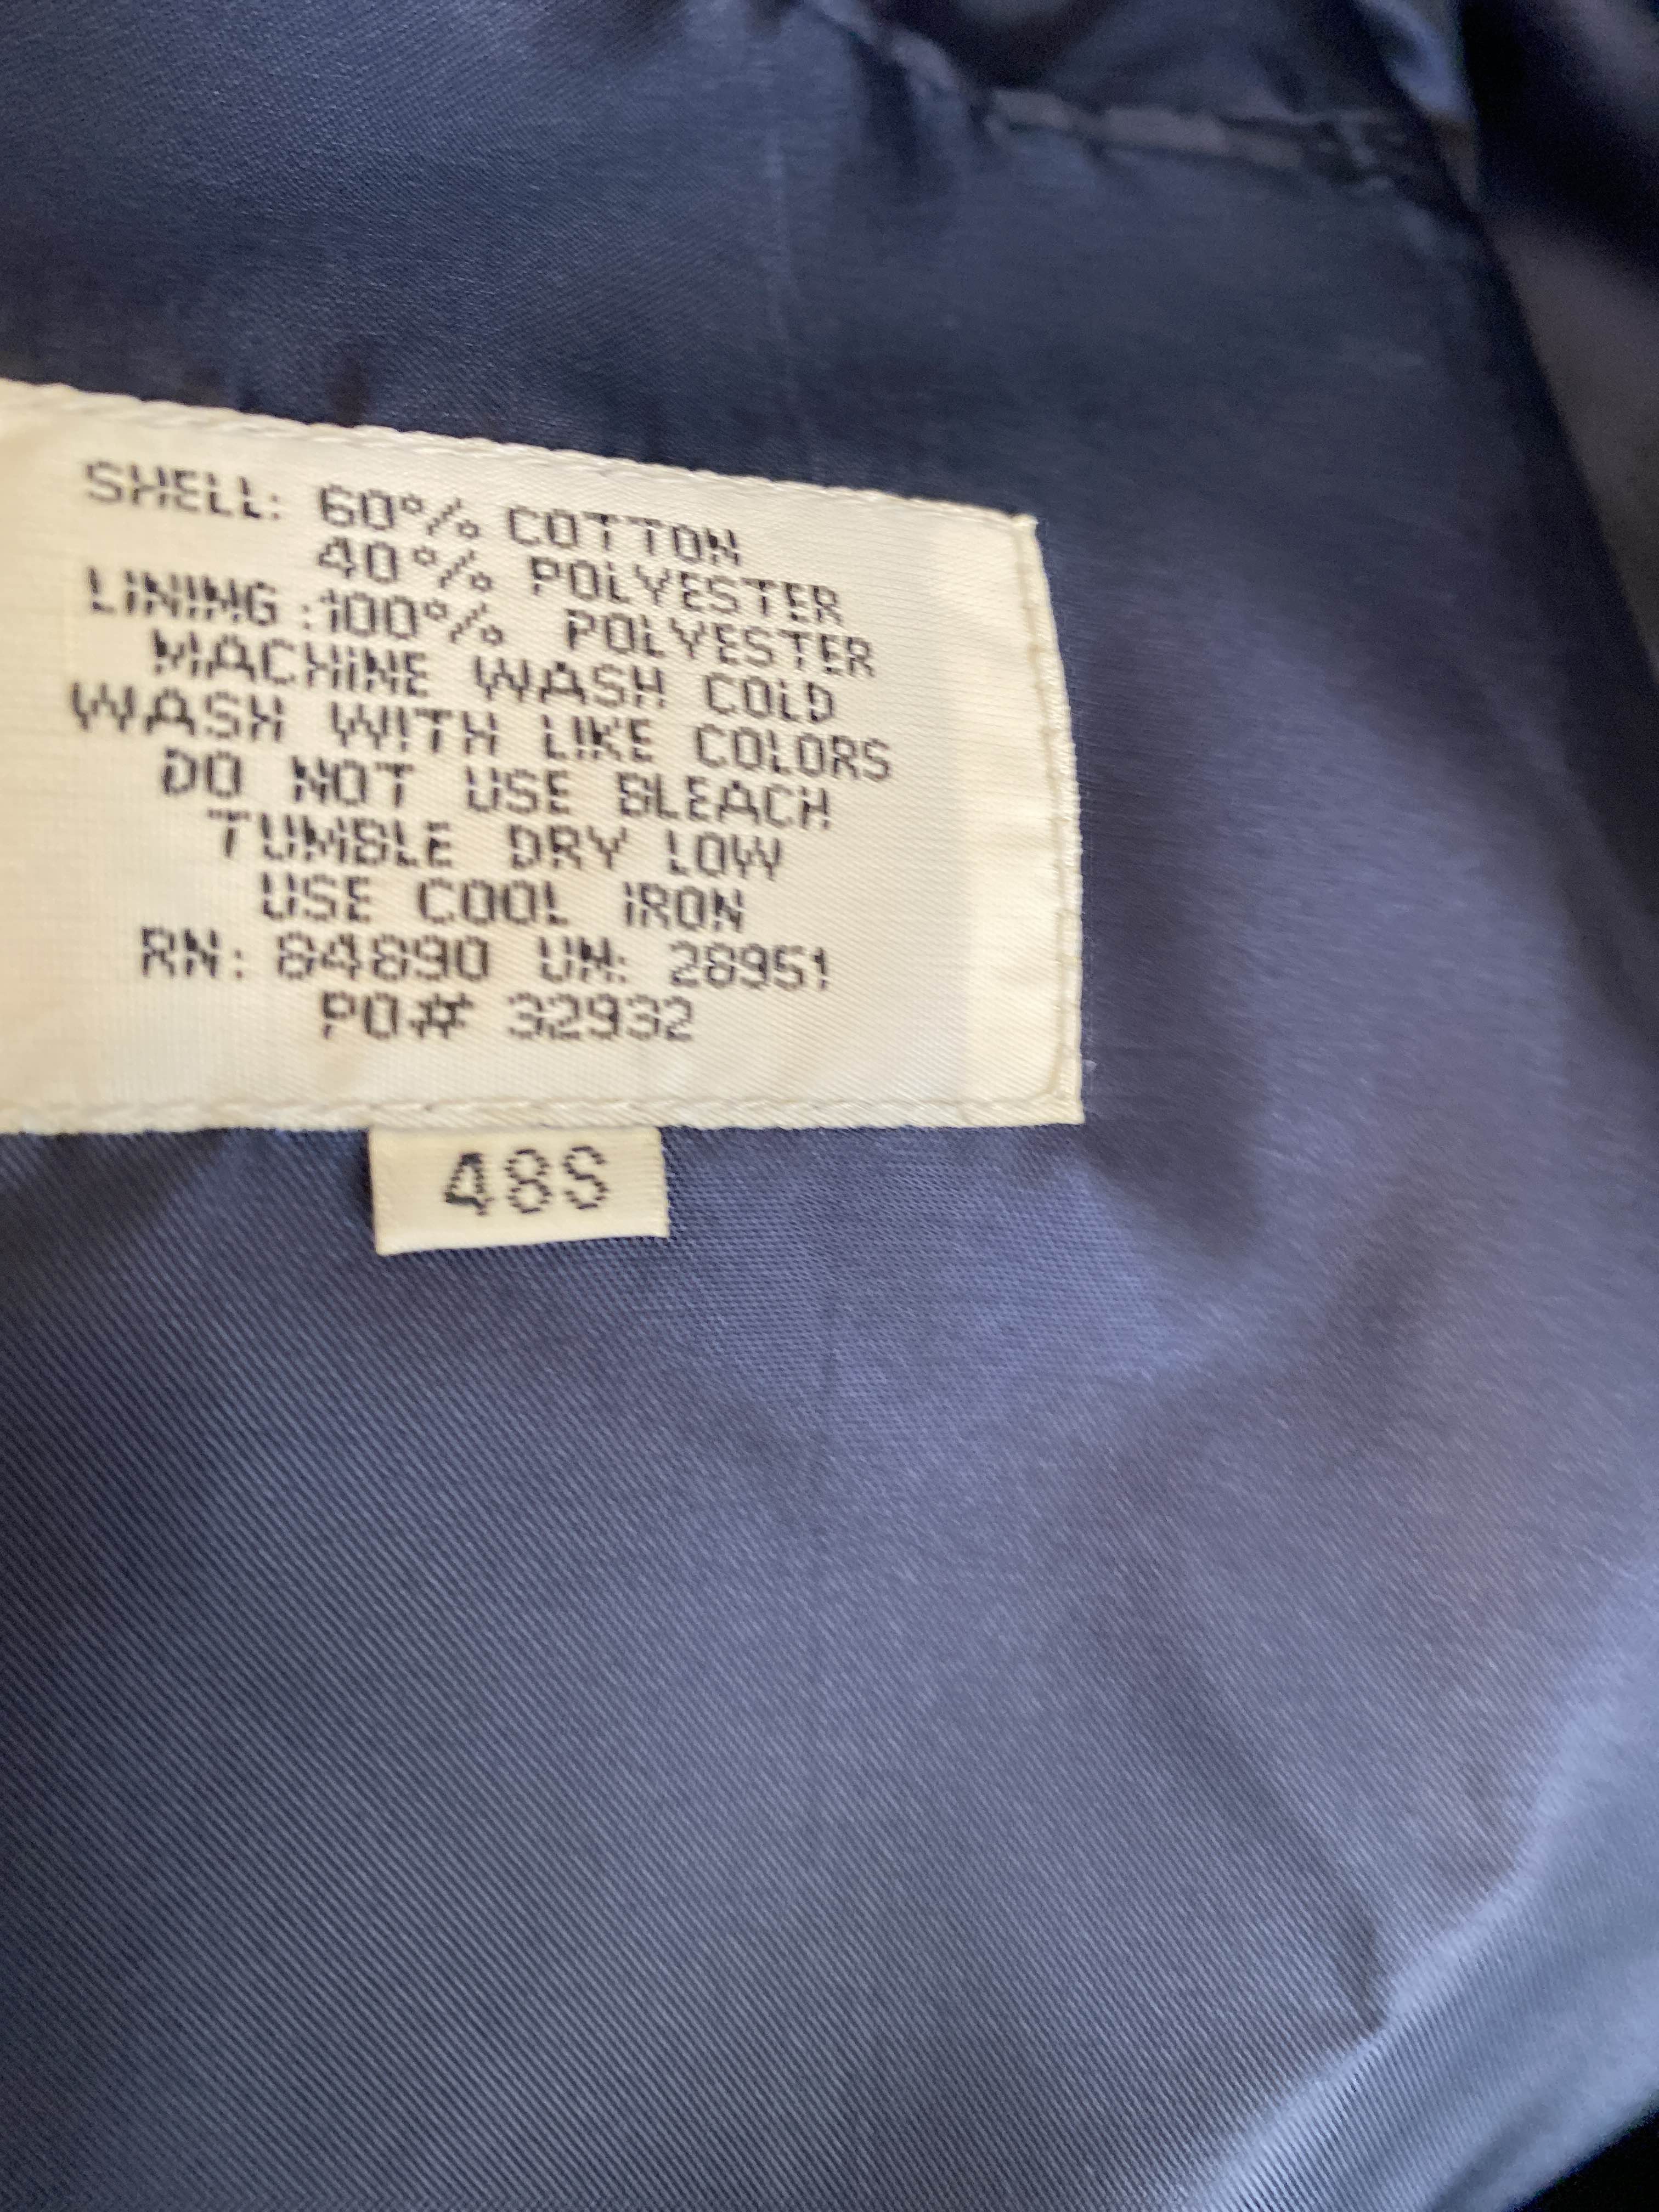 SHELL: 60% COTTON
40% POLYESTER
LINING: 100% POLYESTER
MACHINE WASH COLD
WASH WITH LIKE COLORS
DO NOT USE BLEACH
TUMBLE DRY LOW
USE COOL IRON
RN: 84890 UN: 28951
PO# 32932
48S